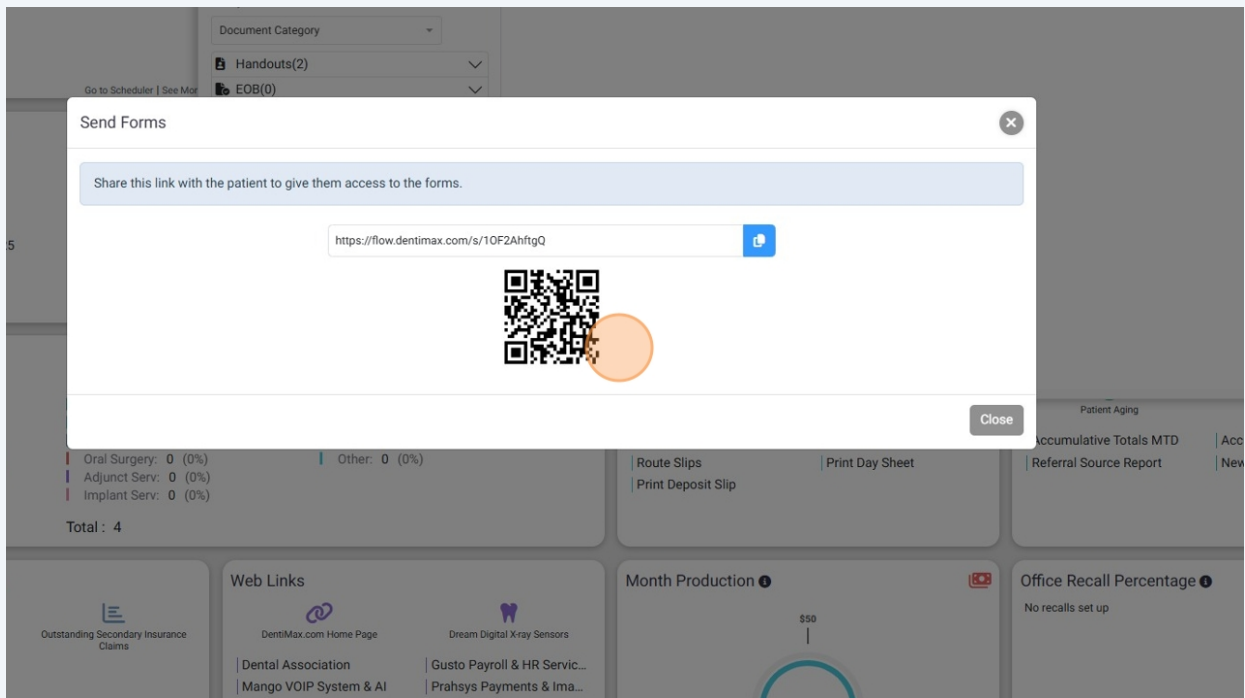 Document Category
Handouts(2)
Go to Scheduler | See Mor
EOB(0)
Send Forms
Share this link with the patient to give them access to the forms.
https://flow.dentimax.com/s/1OF2AhftgQ
Close
Patient Aging
Accumulative Totals MTD
Acc
Oral Surgery: 0 (0%)
Other: 0 (0%)
Route Slips
Print Day Sheet
Referral Source Report
New
Adjunct Serv: 0 (0%)
Print Deposit Slip
Implant Serv: 0 (0%)
Total : 4
Web Links
Month Production
Office Recall Percentage
No recalls set up
$50
Outstanding Secondary Insurance
Claims
DentiMax.com Home Page
Dream Digital X-ray Sensors
Dental Association
Gusto Payroll & HR Servic...
Mango VOIP System & AI
Prahsys Payments & Ima...